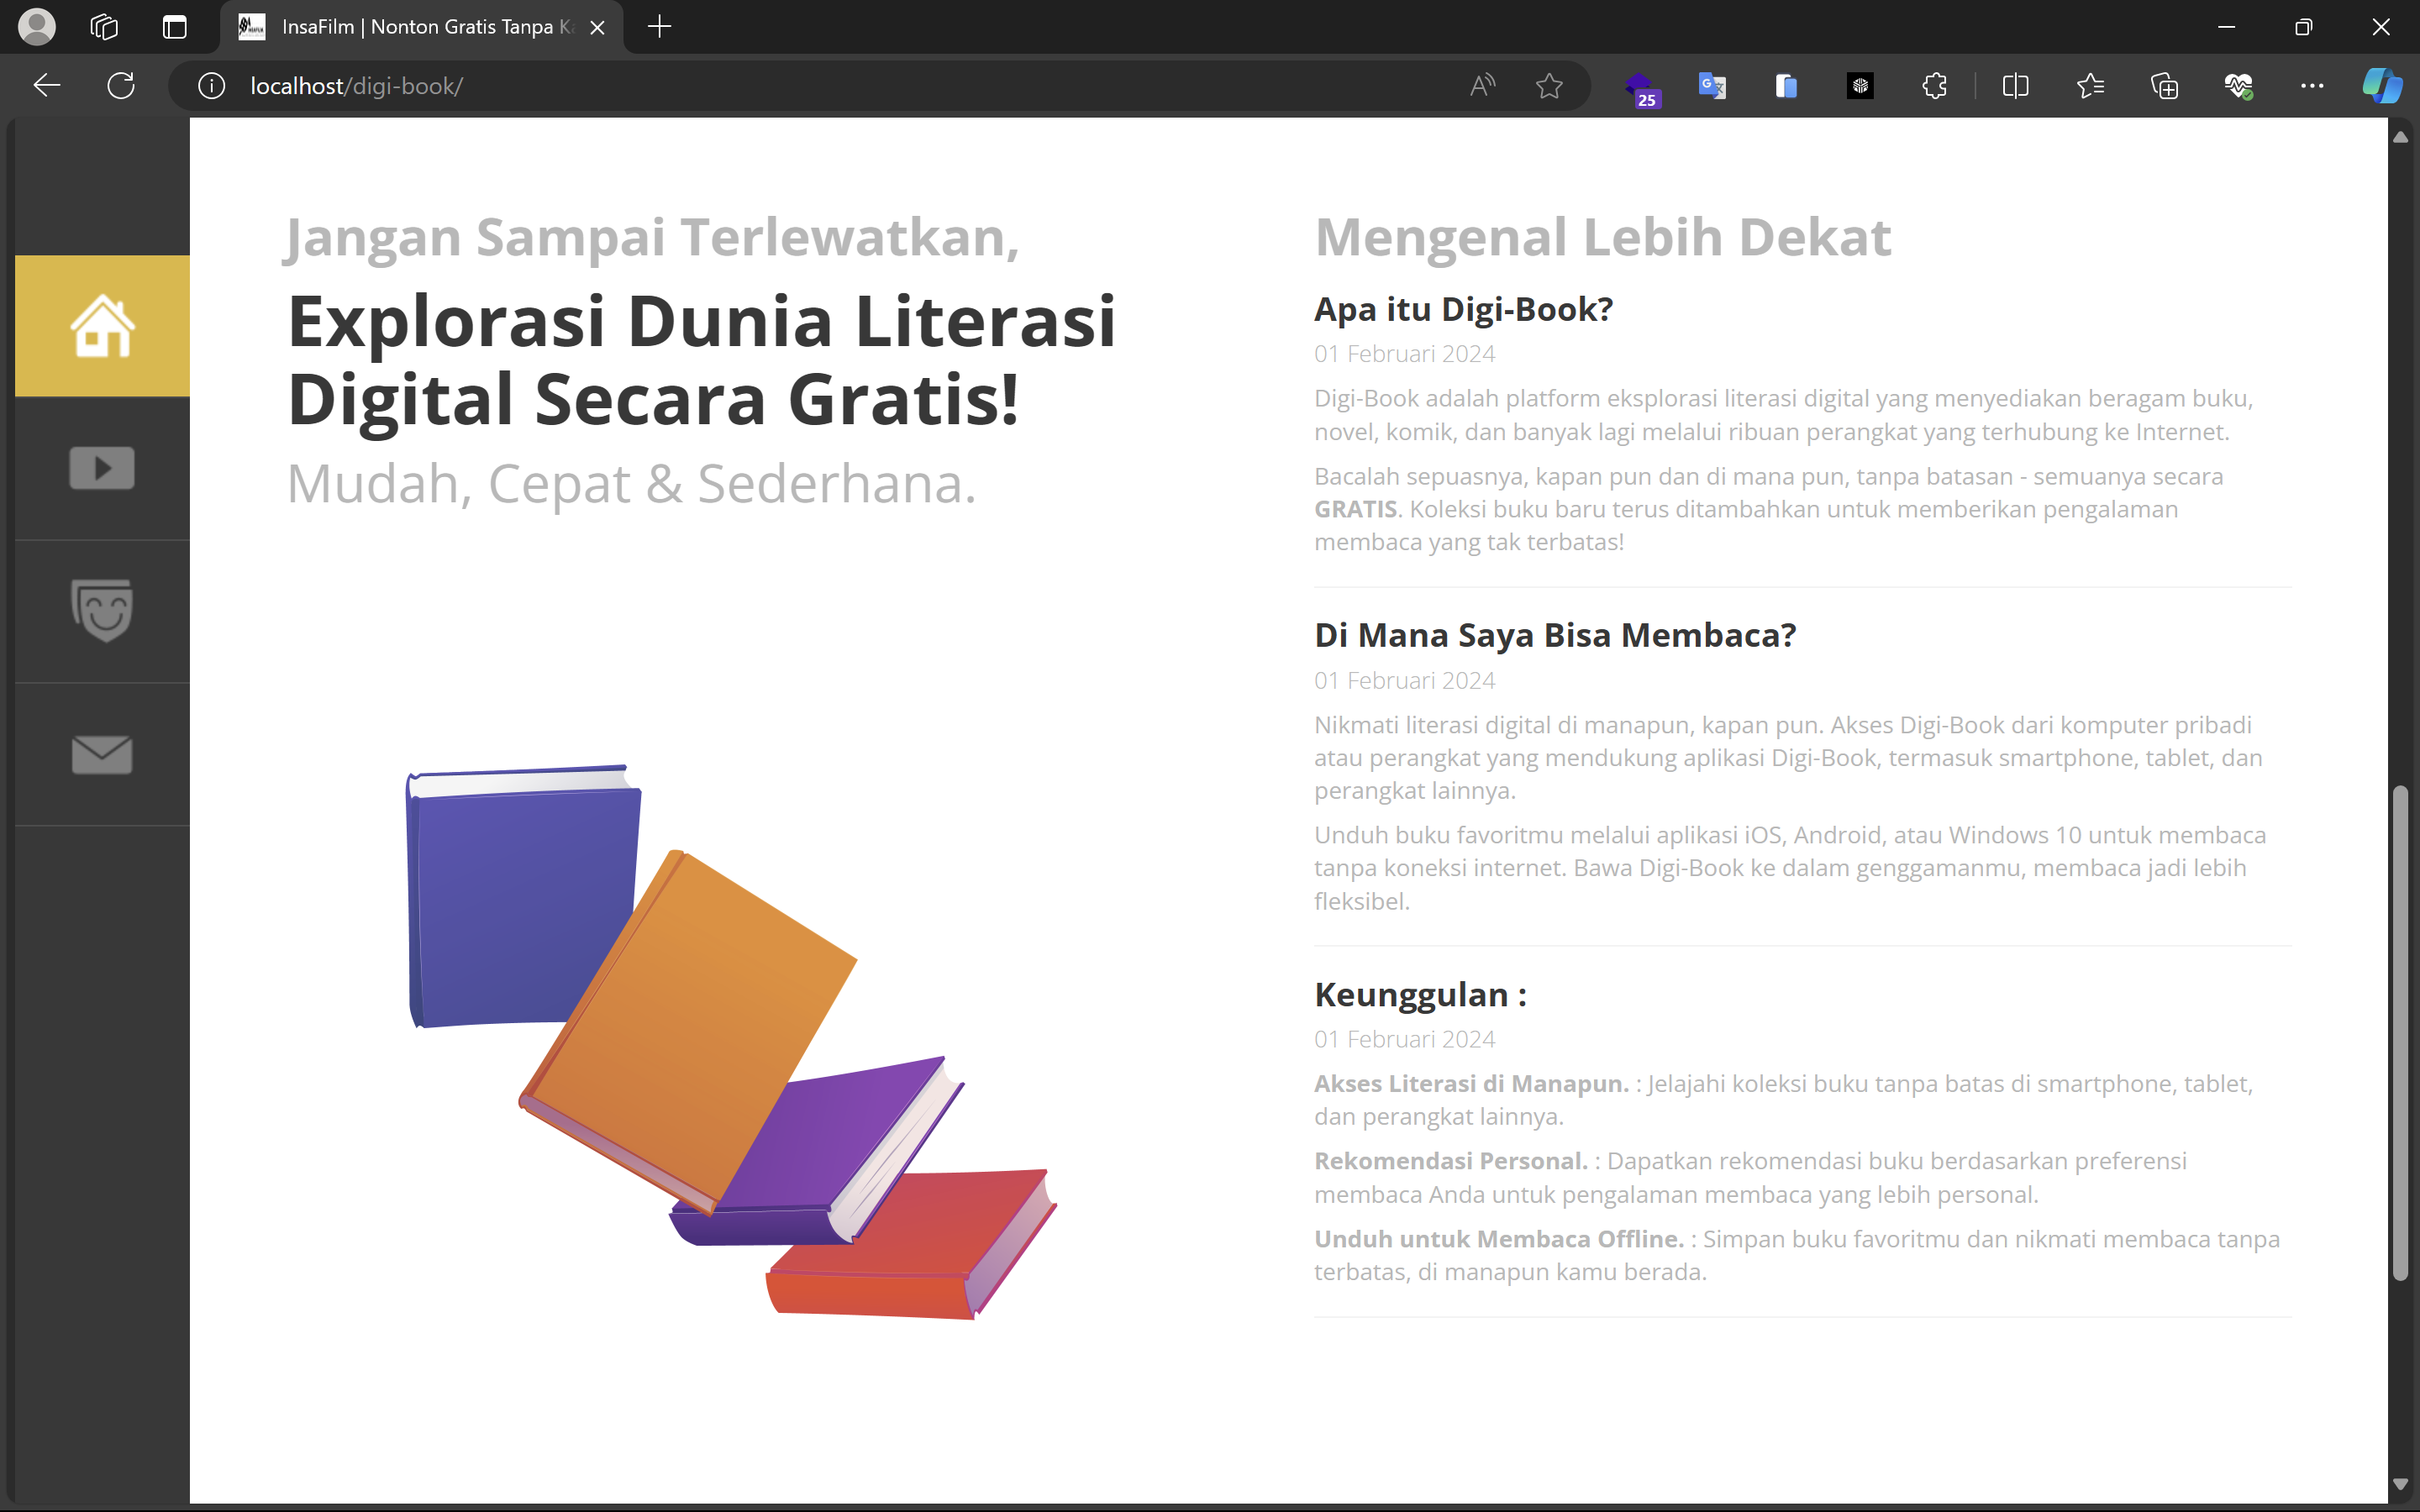 InsaFilm | Nonton Gratis Tanpa
localhost/digi-book/
25
Jangan Sampai Terlewatkan,
Explorasi Dunia Literasi
Digital Secara Gratis!
Mudah, Cepat & Sederhana.
Mengenal Lebih Dekat
Apa itu Digi-Book?
01 Februari 2024
Digi-Book adalah platform eksplorasi literasi digital yang menyediakan beragam buku,
novel, komik, dan banyak lagi melalui ribuan perangkat yang terhubung ke Internet.
Bacalah sepuasnya, kapan pun dan di mana pun, tanpa batasan - semuanya secara
GRATIS. Koleksi buku baru terus ditambahkan untuk memberikan pengalaman
membaca yang tak terbatas!
Di Mana Saya Bisa Membaca?
01 Februari 2024
Nikmati literasi digital di manapun, kapan pun. Akses Digi-Book dari komputer pribadi
atau perangkat yang mendukung aplikasi Digi-Book, termasuk smartphone, tablet, dan
perangkat lainnya.
Unduh buku favoritmu melalui aplikasi iOS, Android, atau Windows 10 untuk membaca
tanpa koneksi internet. Bawa Digi-Book ke dalam genggamanmu, membaca jadi lebih
fleksibel.
Keunggulan :
01 Februari 2024
Akses Literasi di Manapun. : Jelajahi koleksi buku tanpa batas di smartphone, tablet,
dan perangkat lainnya.
Rekomendasi Personal. : Dapatkan rekomendasi buku berdasarkan preferensi
membaca Anda untuk pengalaman membaca yang lebih personal.
Unduh untuk Membaca Offline. : Simpan buku favoritmu dan nikmati membaca tanpa
terbatas, di manapun kamu berada.